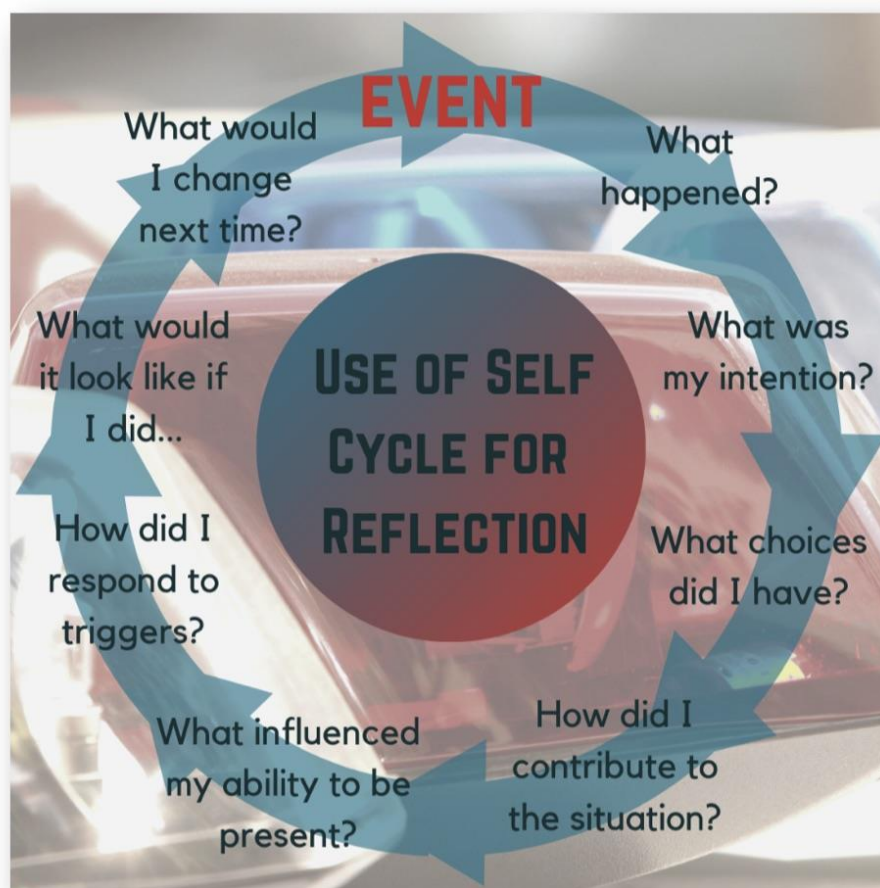 EVENT
What
happened?
What was
my intention?
What choices
did I have?
How did I
contribute to
the situation?
What influenced
my ability to be
present?
How did I
respond to
triggers?
What would
it look like if
I did...
What would
I change
next time?
USE OF SELF
CYCLE FOR
REFLECTION